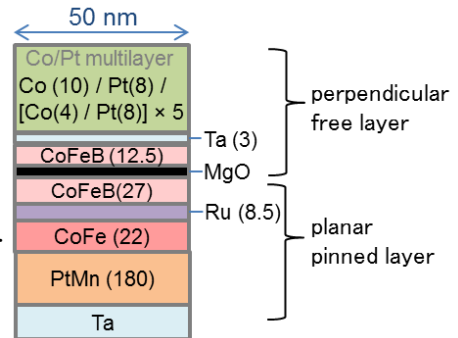 50 nm
Co/Pt multilayer
Co (10) / Pt(8) /
[Co(4) / Pt(8)] × 5
perpendicular
free layer
Ta (3)
CoFeB (12.5)
MgO
CoFeB(27)
Ru (8.5)
CoFe (22)
planar
pinned layer
PtMn (180)
Ta
.